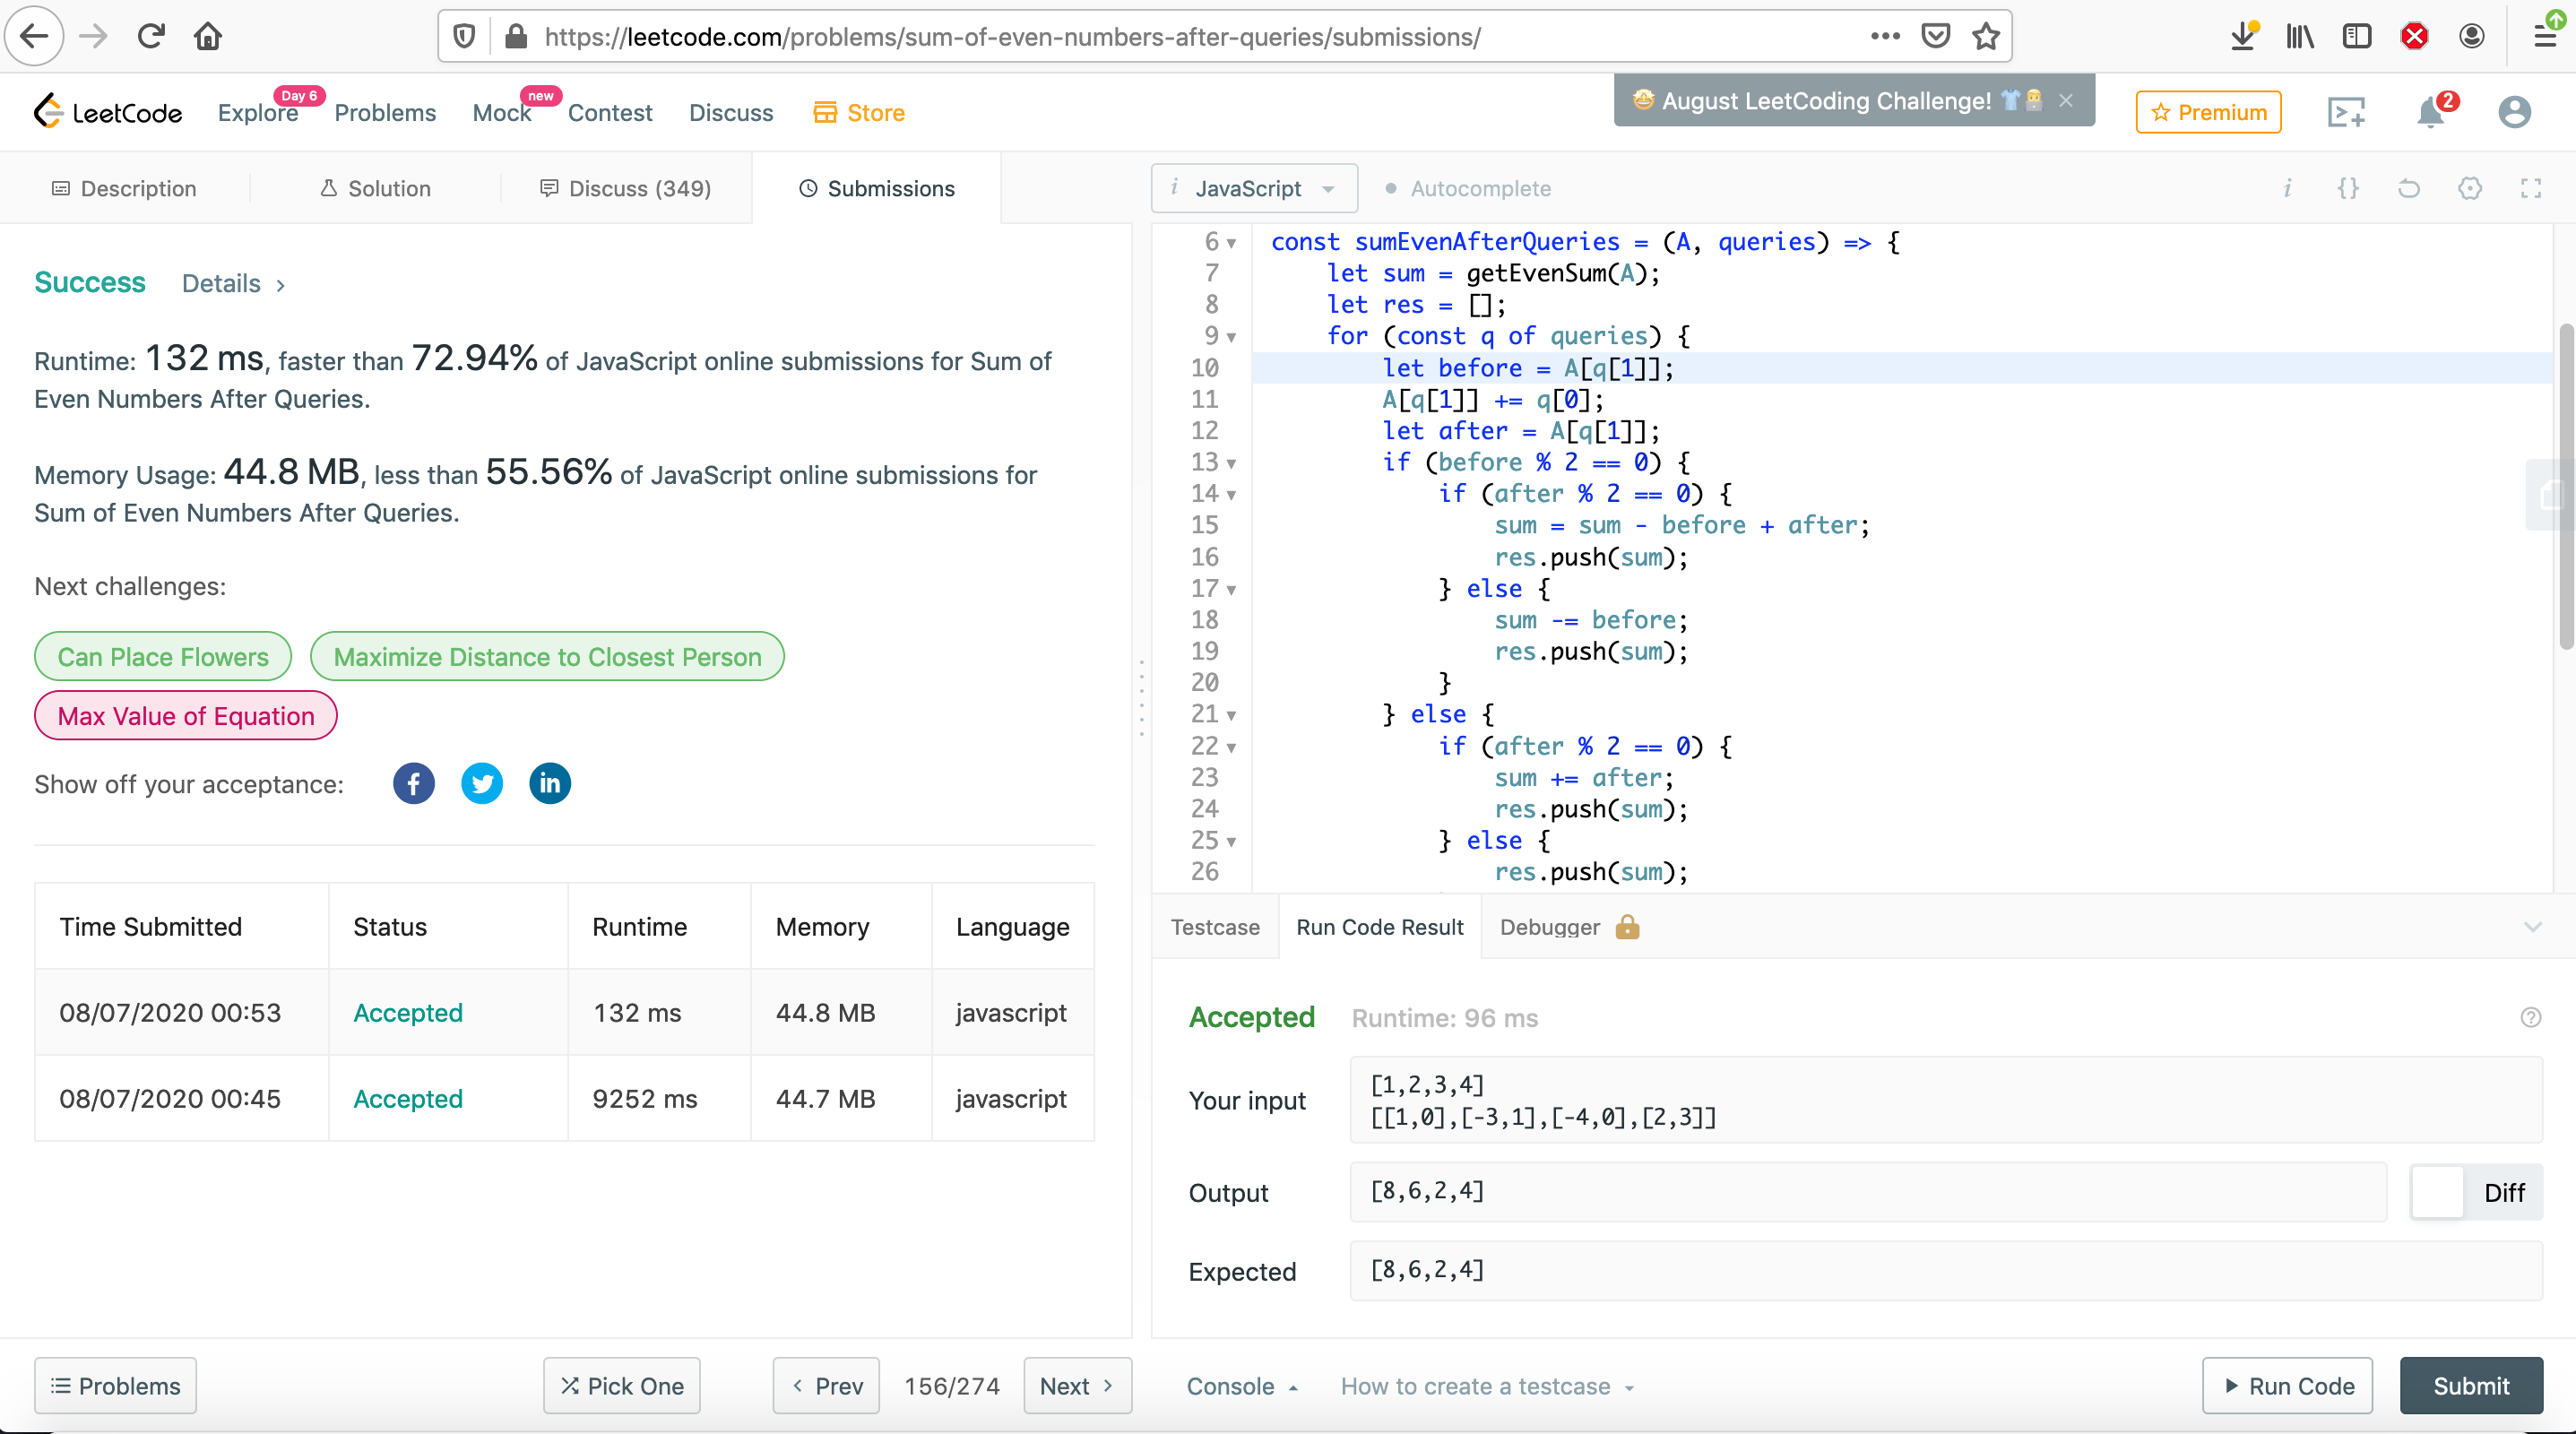 https://leetcode.com/problems/sum-of-even-numbers-after-queries/submissions/
LeetCode
Explore
Day 6
Problems
Mock
new
Contest
Discuss
Store
🤩 August LeetCoding Challenge! 👕
Premium
2
Description
Solution
Discuss (349)
Submissions
i JavaScript
Autocomplete
i {}
Success Details >
Runtime: 132 ms, faster than 72.94% of JavaScript online submissions for Sum of
Even Numbers After Queries.
Memory Usage: 44.8 MB, less than 55.56% of JavaScript online submissions for
Sum of Even Numbers After Queries.
Next challenges:
Can Place Flowers
Maximize Distance to Closest Person
Max Value of Equation
Show off your acceptance:
f
in
Time Submitted Status Runtime Memory Language
08/07/2020 00:53 Accepted 132 ms 44.8 MB javascript
08/07/2020 00:45 Accepted 9252 ms 44.7 MB javascript
6 const sumEvenAfterQueries = (A, queries) => {
7 let sum = getEvenSum(A);
8 let res = [];
9 for (const q of queries) {
10 let before = A[q[1]];
11 A[q[1]] += q[0];
12 let after = A[q[1]];
13 if (before % 2 == 0) {
14 if (after % 2 == 0) {
15 sum = sum - before + after;
16 res.push(sum);
17 } else {
18 sum -= before;
19 res.push(sum);
20 }
21 } else {
22 if (after % 2 == 0) {
23 sum += after;
24 res.push(sum);
25 } else {
26 res.push(sum);
Testcase
Run Code Result
Debugger
Accepted Runtime: 96 ms
?
Your input
[1,2,3,4]
[[1,0],[-3,1],[-4,0],[2,3]]
Output
[8,6,2,4]
Diff
Expected
[8,6,2,4]
Problems
Pick One
< Prev
156/274
Next >
Console
How to create a testcase
Run Code
Submit